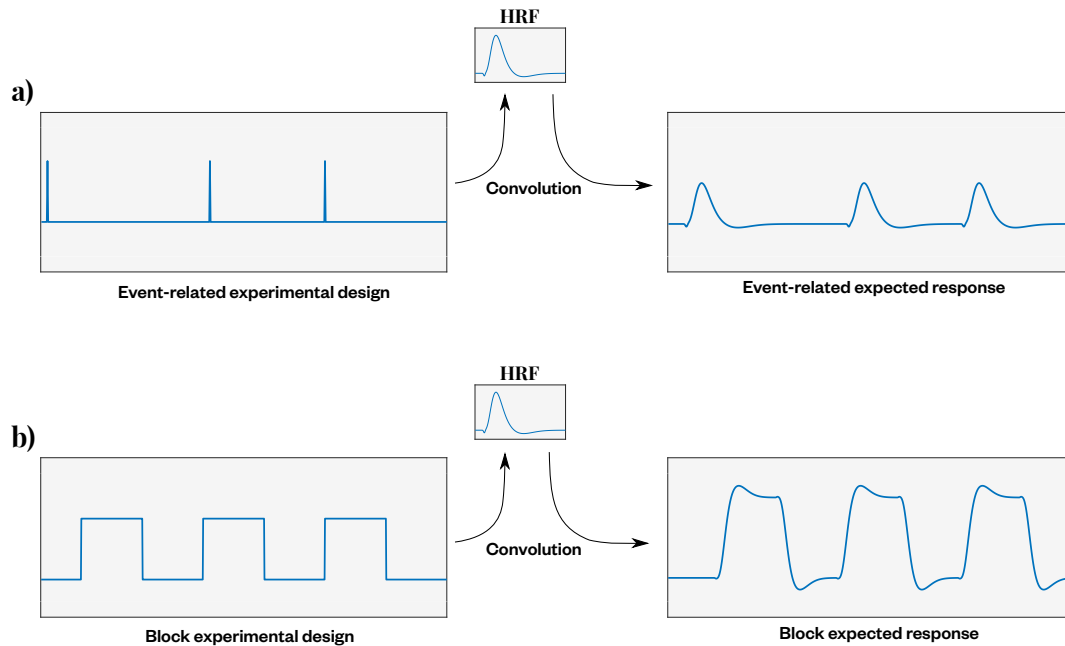 HRF
a)
Convolution
Event-related experimental design
Event-related expected response
HRF
b)
Convolution
Block experimental design
Block expected response